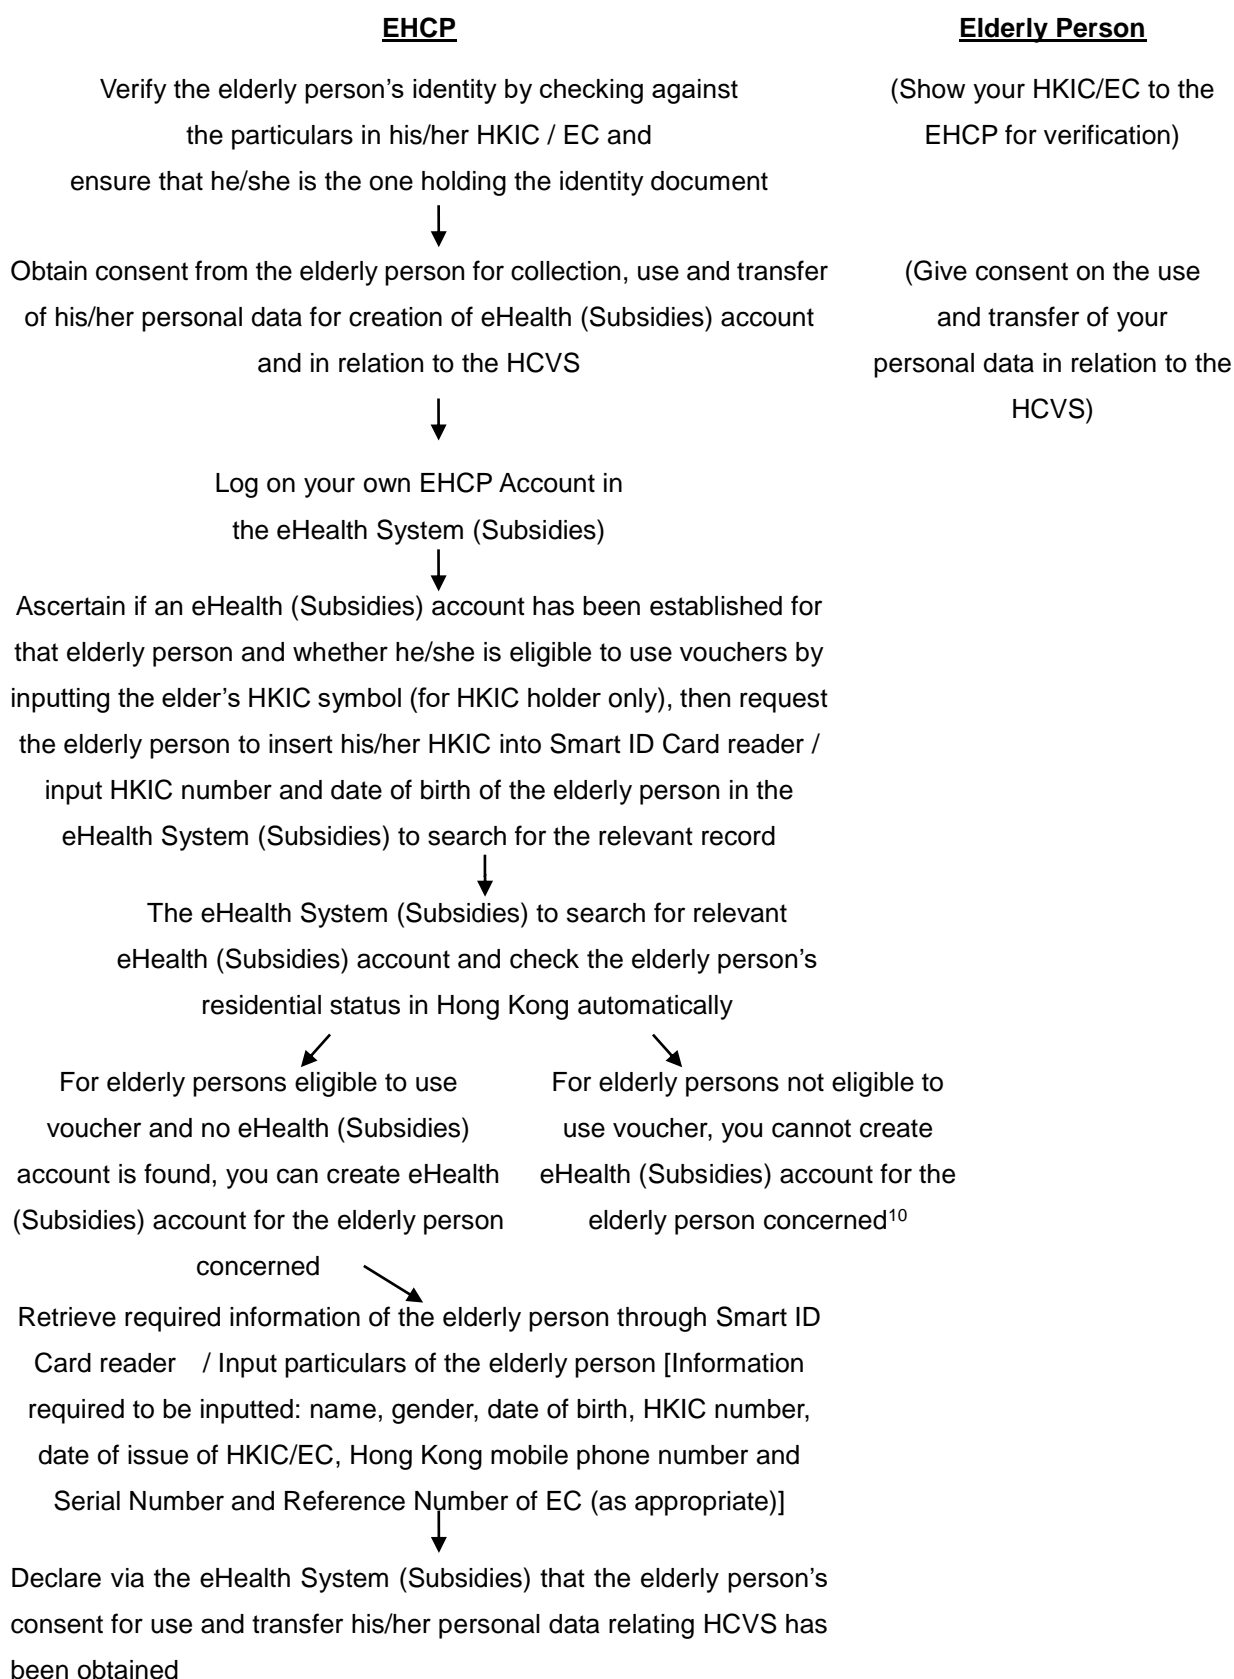 EHCP
Elderly Person
Verify the elderly person's identity by checking against
the particulars in his/her HKIC / EC and
ensure that he/she is the one holding the identity document
(Show your HKIC/EC to the
EHCP for verification)
Obtain consent from the elderly person for collection, use and transfer
of his/her personal data for creation of eHealth (Subsidies) account
and in relation to the HCVS
(Give consent on the use
and transfer of your
personal data in relation to the
HCVS)
Log on your own EHCP Account in
the eHealth System (Subsidies)
Ascertain if an eHealth (Subsidies) account has been established for
that elderly person and whether he/she is eligible to use vouchers by
inputting the elder's HKIC symbol (for HKIC holder only), then request
the elderly person to insert his/her HKIC into Smart ID Card reader /
input HKIC number and date of birth of the elderly person in the
eHealth System (Subsidies) to search for the relevant record
The eHealth System (Subsidies) to search for relevant
eHealth (Subsidies) account and check the elderly person's
residential status in Hong Kong automatically
For elderly persons eligible to use
voucher and no eHealth (Subsidies)
account is found, you can create eHealth
(Subsidies) account for the elderly person
concerned
For elderly persons not eligible to
use voucher, you cannot create
eHealth (Subsidies) account for the
elderly person concerned¹⁰
Retrieve required information of the elderly person through Smart ID
Card reader / Input particulars of the elderly person [Information
required to be inputted: name, gender, date of birth, HKIC number,
date of issue of HKIC/EC, Hong Kong mobile phone number and
Serial Number and Reference Number of EC (as appropriate)]
Declare via the eHealth System (Subsidies) that the elderly person's
consent for use and transfer his/her personal data relating HCVS has
been obtained